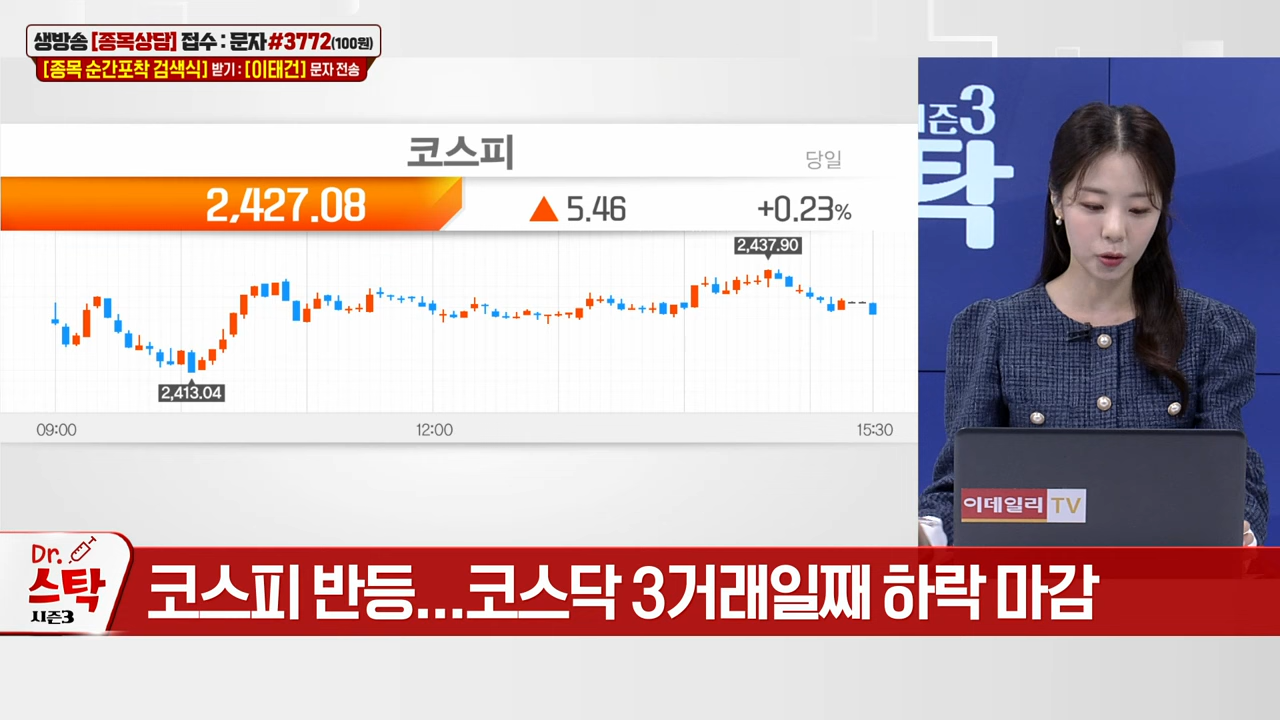 생방송 [종목상담] 접수 : 문자#3772(100원)
[종목 순간포착 검색식] 받기 : [이태건] 문자 전송
시즌3
탁
코스피
당일
2,427.08
▲ 5.46
+0.23%
2,437.90
2,413.04
09:00
12:00
15:30
이데일리TV
Dr.
스탁
시즌3
코스피 반등...코스닥 3거래일째 하락 마감